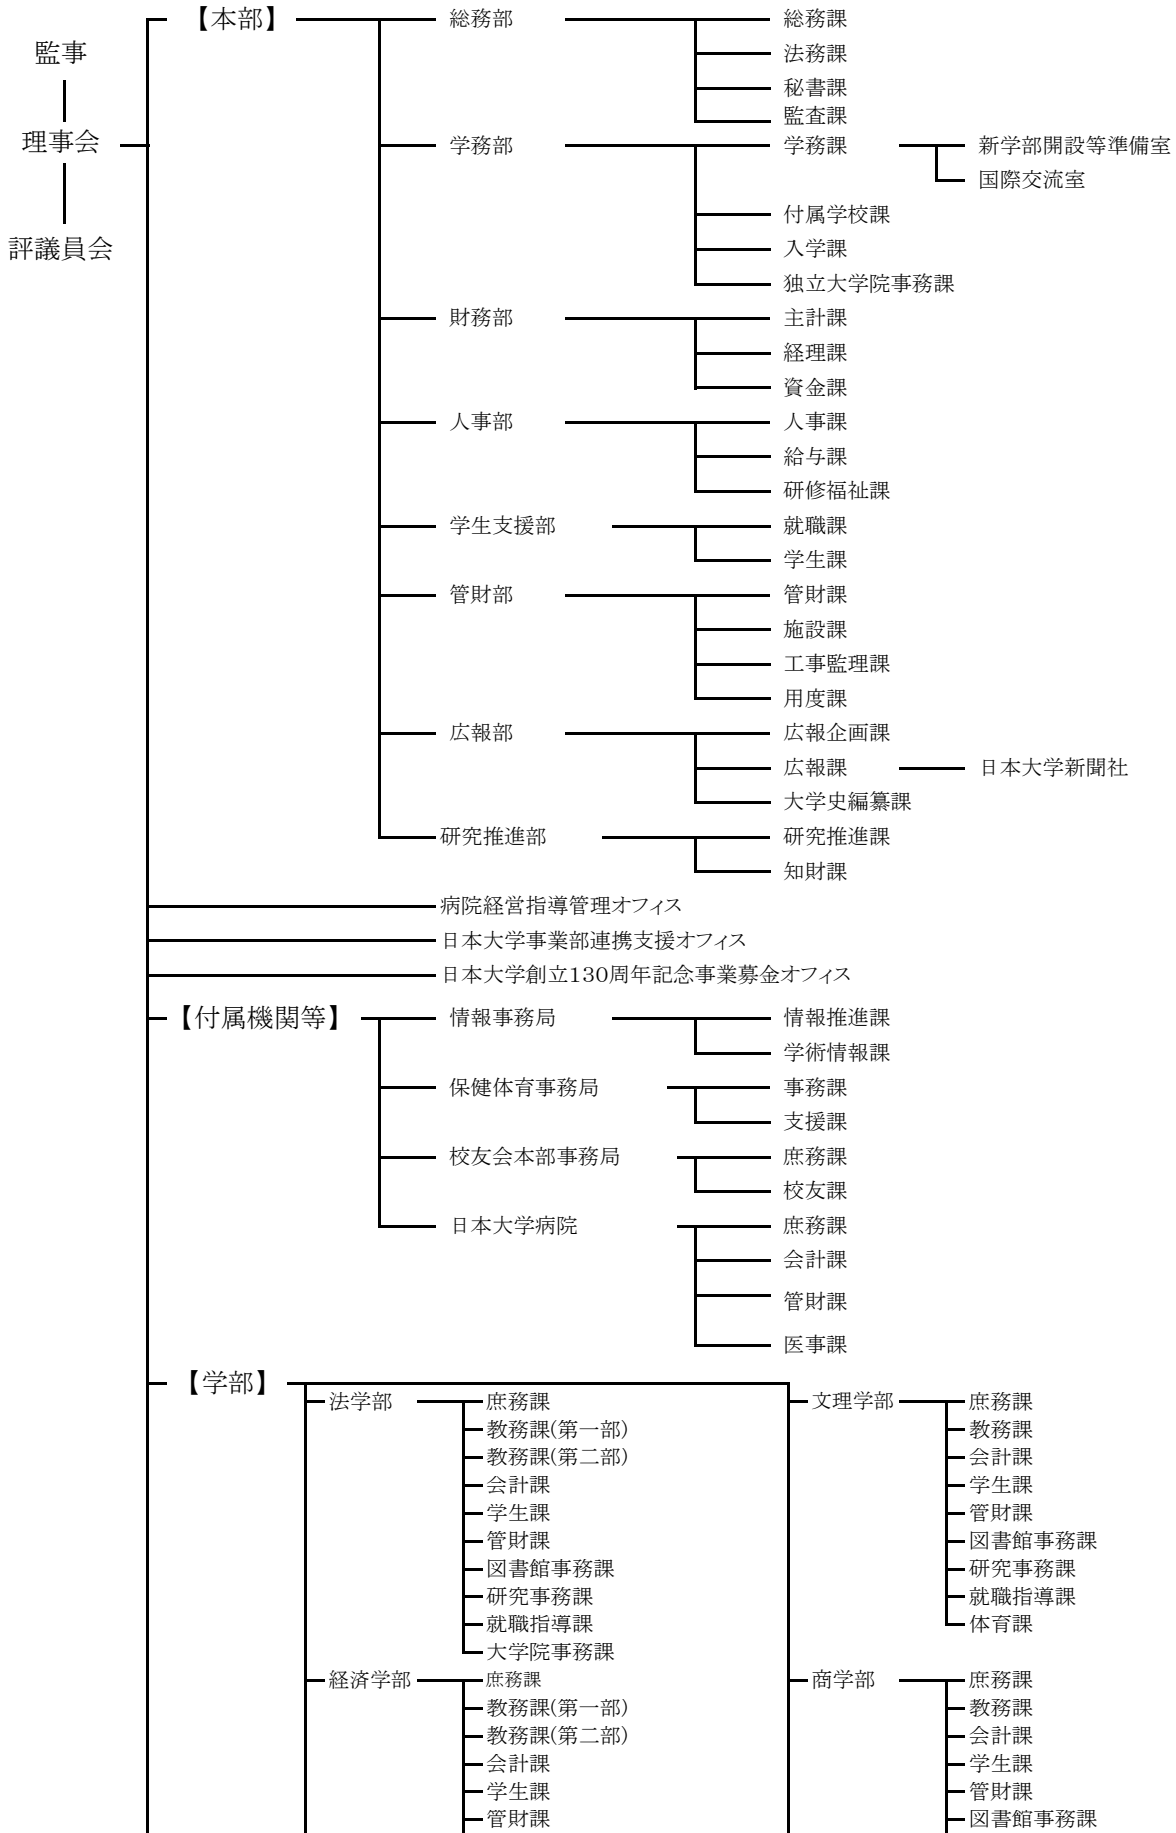 監事
理事会
評議員会
【本部】
総務部
総務課
法務課
秘書課
監査課
学務部
学務課
新学部開設等準備室
国際交流室
付属学校課
入学課
独立大学院事務課
財務部
主計課
経理課
資金課
人事部
人事課
給与課
研修福祉課
学生支援部
就職課
学生課
管財部
管財課
施設課
工事監理課
用度課
広報部
広報企画課
広報課
日本大学新聞社
大学史編纂課
研究推進部
研究推進課
知財課
病院経営指導管理オフィス
日本大学事業部連携支援オフィス
日本大学創立130周年記念事業募金オフィス
【付属機関等】
情報事務局
情報推進課
学術情報課
保健体育事務局
事務課
支援課
校友会本部事務局
庶務課
校友課
日本大学病院
庶務課
会計課
管財課
医事課
【学部】
法学部
庶務課
教務課(第一部)
教務課(第二部)
会計課
学生課
管財課
図書館事務課
研究事務課
就職指導課
大学院事務課
経済学部
庶務課
教務課(第一部)
教務課(第二部)
会計課
学生課
管財課
文理学部
庶務課
教務課
会計課
学生課
管財課
図書館事務課
研究事務課
就職指導課
体育課
商学部
庶務課
教務課
会計課
学生課
管財課
図書館事務課